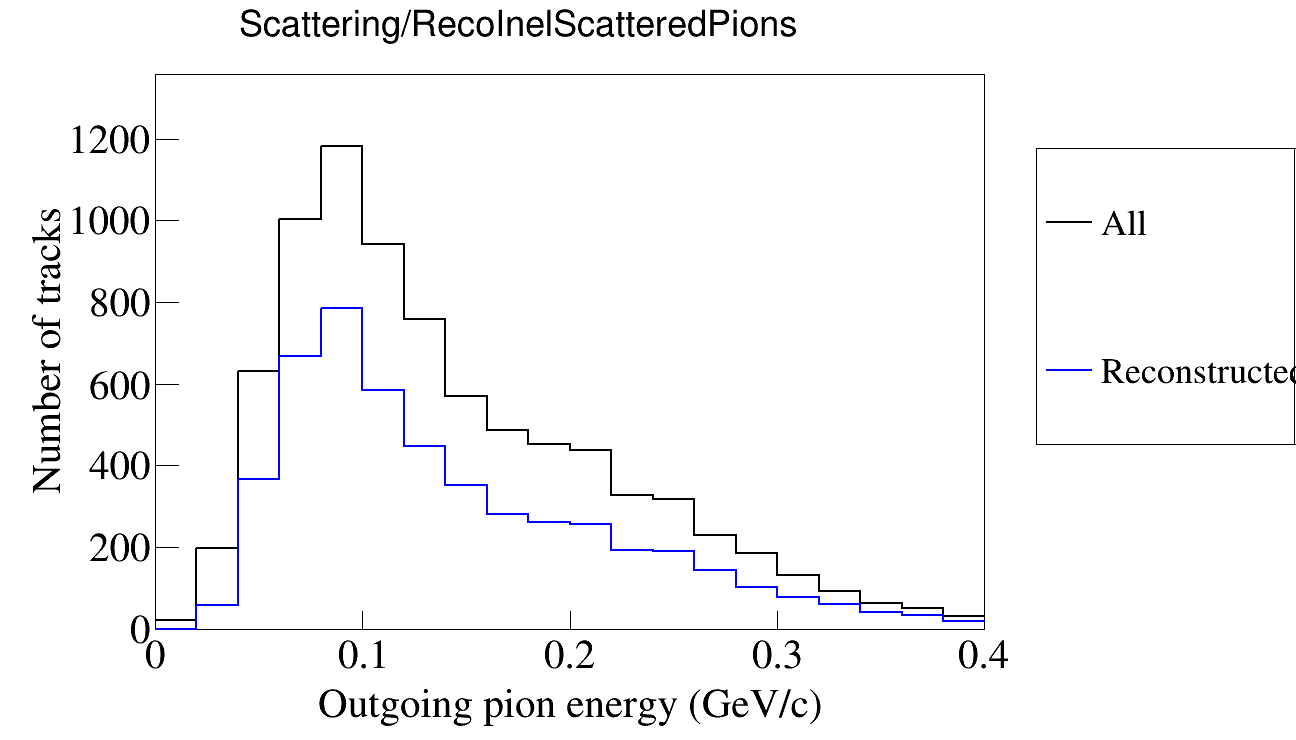 Scattering/RecoInelScatteredPions
1200
1000
800
600
400
200
0
Number of tracks
0 0.1 0.2 0.3 0.4
Outgoing pion energy (GeV/c)
All
Reconstructed